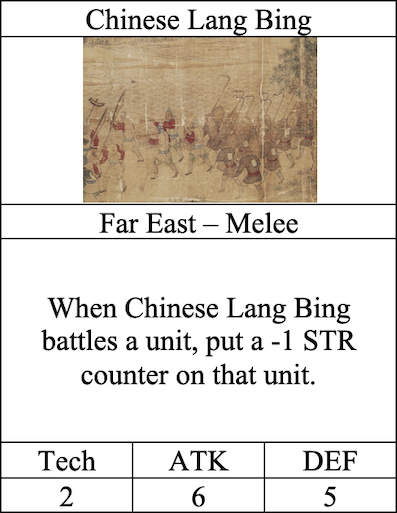 Chinese Lang Bing
Far East – Melee
When Chinese Lang Bing
battles a unit, put a -1 STR
counter on that unit.
Tech ATK DEF
2 6 5